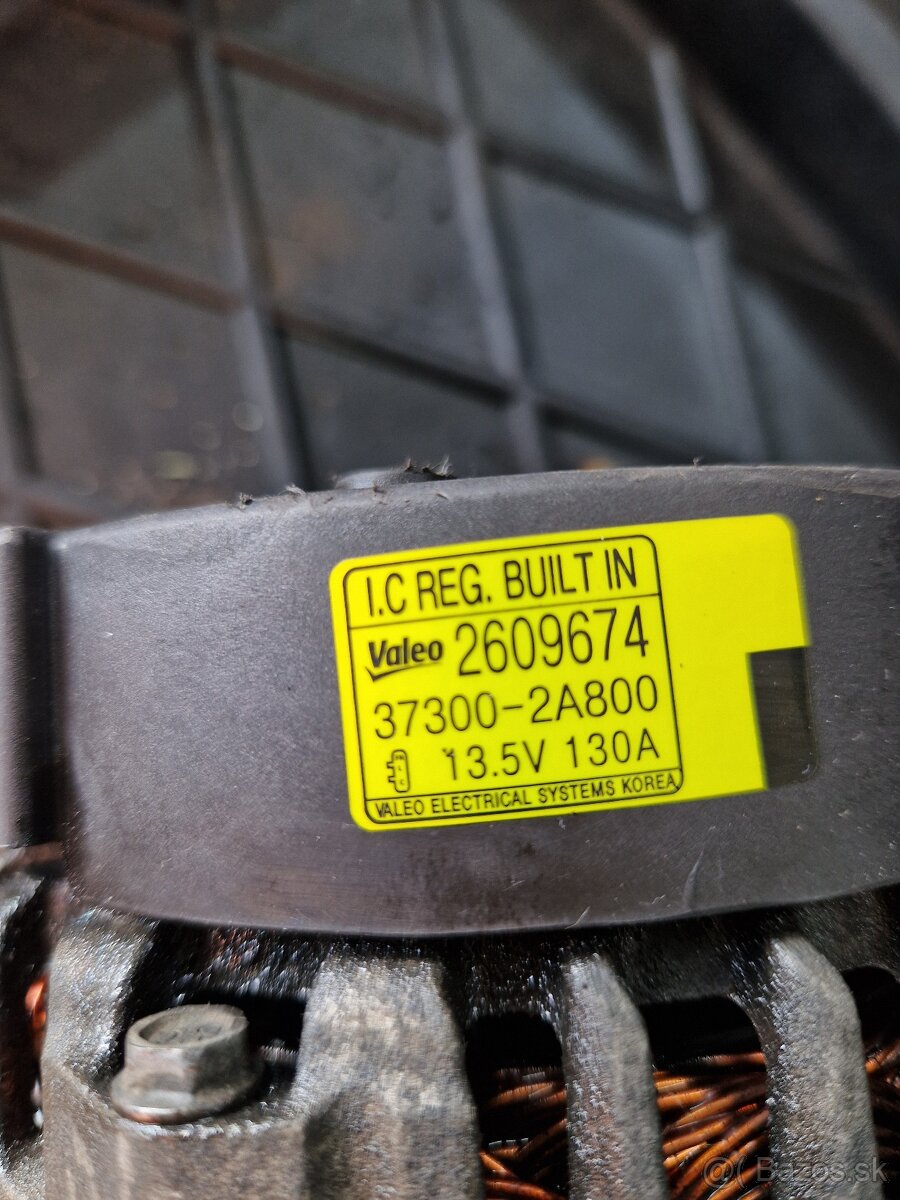 I.C REG. BUILT IN
Valeo 2609674
37300-2A800
13.5V 130A
VALEO ELECTRICAL SYSTEMS KOREA
@( Bazos.sk